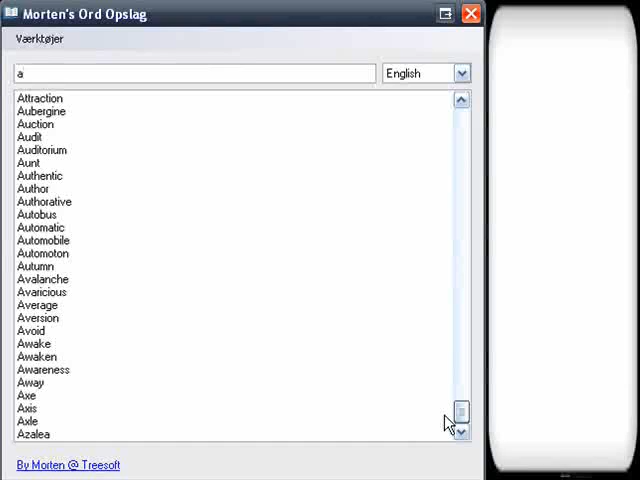 Morten's Ord Opslag
Værktøjer
a
English
Attraction
Aubergine
Auction
Audit
Auditorium
Aunt
Authentic
Author
Authorative
Autobus
Automatic
Automobile
Automoton
Autumn
Avalanche
Avaricious
Average
Aversion
Avoid
Awake
Awaken
Awareness
Away
Axe
Axis
Axle
Azalea
By Morten @ Treesoft